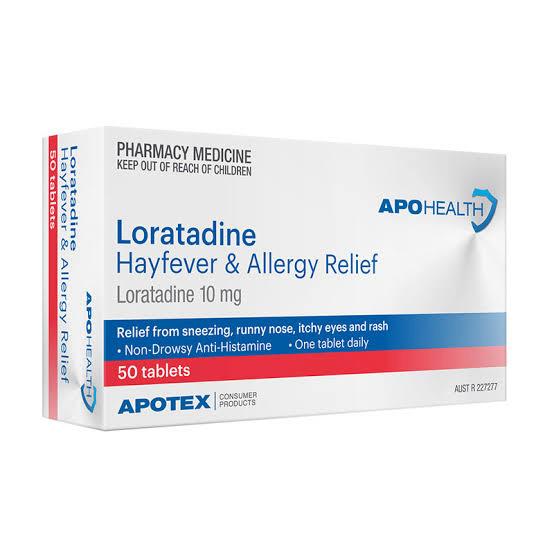 PHARMACY MEDICINE
KEEP OUT OF REACH OF CHILDREN
APOHEALTH
Loratadine
Hayfever & Allergy Relief
Loratadine 10 mg
Relief from sneezing, runny nose, itchy eyes and rash
• Non-Drowsy Anti-Histamine • One tablet daily
50 tablets
APOTEX CONSUMER
PRODUCTS
AUST R 227277
Loratadine
Hayfever & Allergy Relief
50 tablets
APOHEALTH